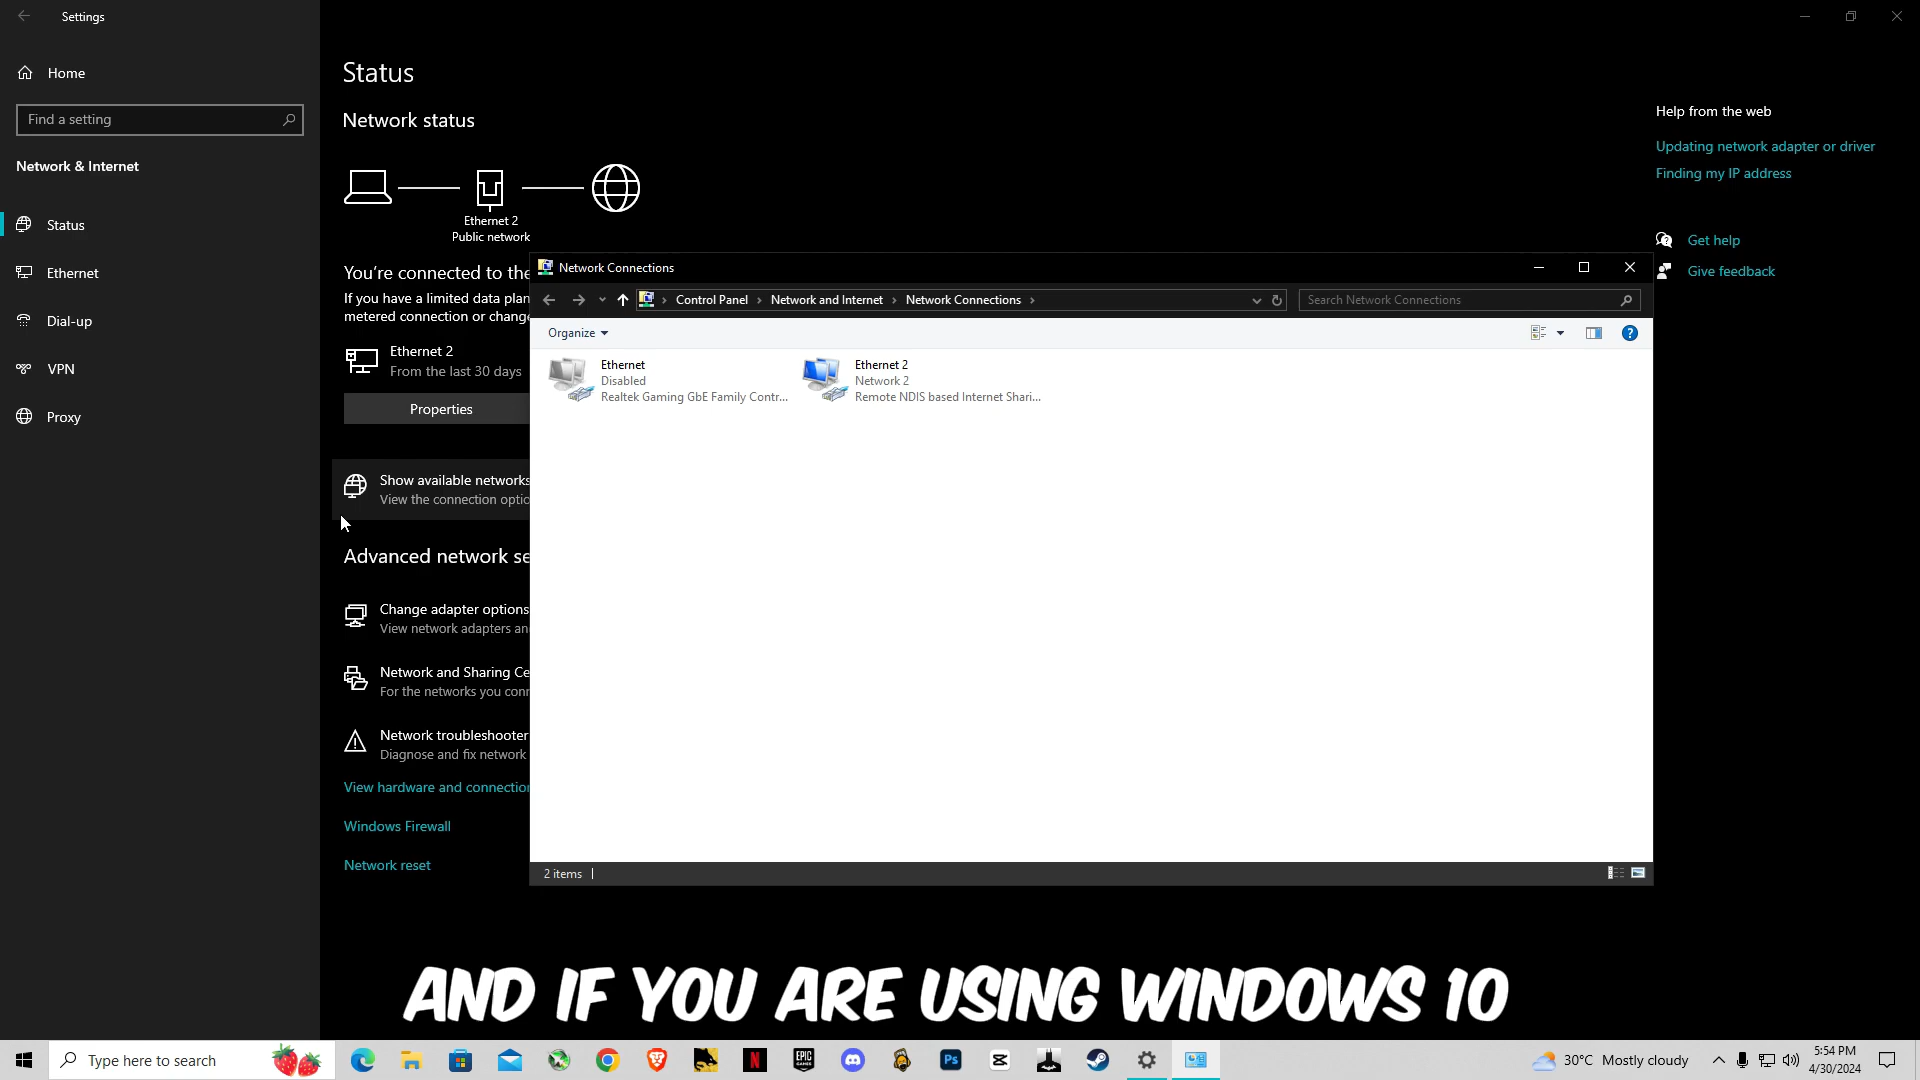 Settings
Home
Find a setting
Network & Internet
Status
Ethernet
Dial-up
VPN
Proxy
Status
Network status
Ethernet 2
Public network
You're connected to the
If you have a limited data plan
metered connection or change
Ethernet 2
From the last 30 days
Properties
Show available networks
View the connection optio
Advanced network se
Change adapter options
View network adapters an
Network and Sharing Ce
For the networks you conn
Network troubleshooter
Diagnose and fix network
View hardware and connection
Windows Firewall
Network reset
Help from the web
Updating network adapter or driver
Finding my IP address
Get help
Give feedback
Network Connections
Control Panel > Network and Internet > Network Connections >
Search Network Connections
Organize
Ethernet
Disabled
Realtek Gaming GbE Family Contr...
Ethernet 2
Network 2
Remote NDIS based Internet Shari...
2 items
AND IF YOU ARE USING WINDOWS 10
Type here to search
30°C Mostly cloudy
5:54 PM
4/30/2024
EPIC
GAMES
N
Ps